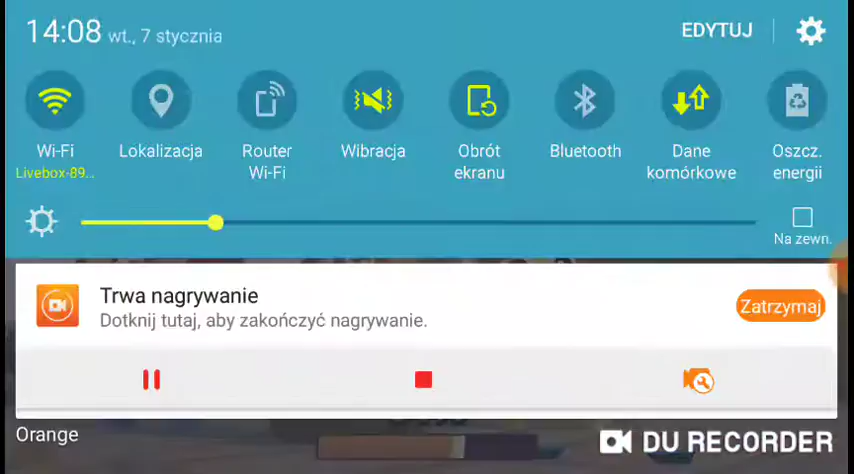 14:08 wt., 7 stycznia
EDYTUJ
Wi-Fi
Livebox-89...
Lokalizacja
Router
Wi-Fi
Wibracja
Obrót
ekranu
Bluetooth
Dane
komórkowe
Oszcz.
energii
Na zewn.
Trwa nagrywanie
Dotknij tutaj, aby zakończyć nagrywanie.
Zatrzymaj
Orange
DU RECORDER